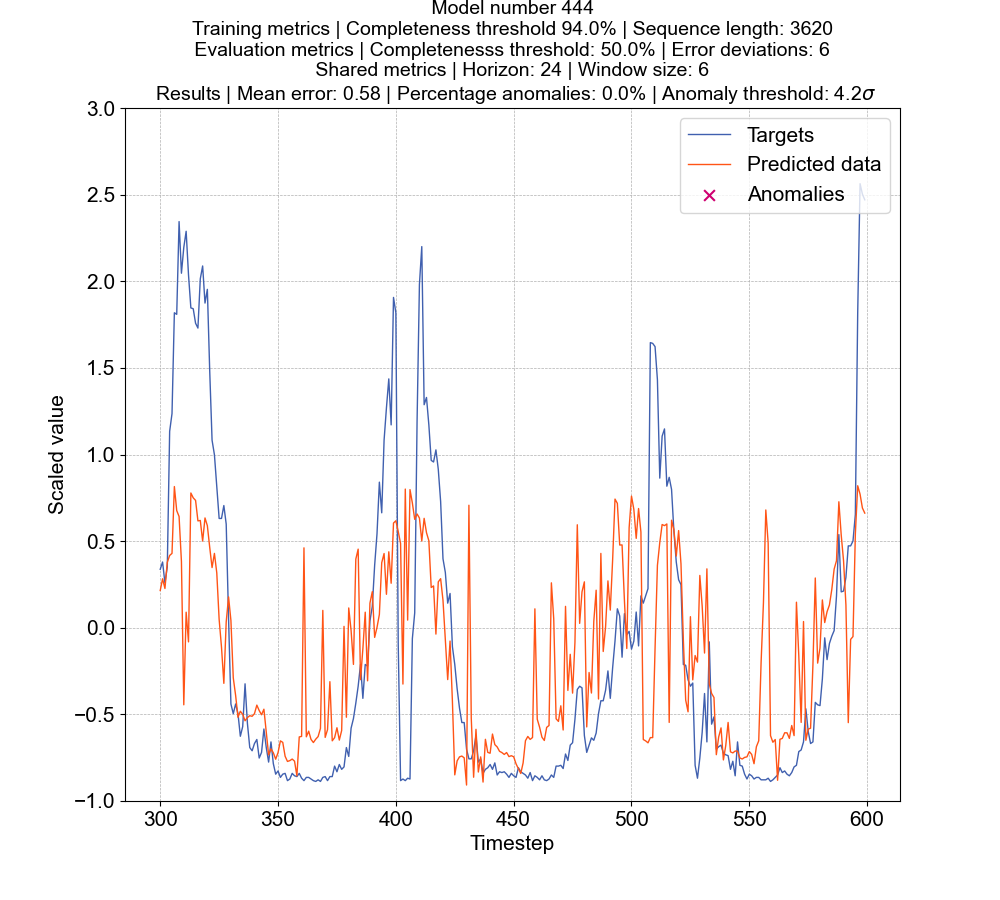 Model number 444
Training metrics | Completeness threshold 94.0% | Sequence length: 3620
Evaluation metrics | Completenesss threshold: 50.0% | Error deviations: 6
Shared metrics | Horizon: 24 | Window size: 6
Results | Mean error: 0.58 | Percentage anomalies: 0.0% | Anomaly threshold: 4.2σ
Targets
Predicted data
Anomalies
3.0
2.5
2.0
1.5
1.0
0.5
0.0
−0.5
−1.0
Scaled value
300
350
400
450
500
550
600
Timestep